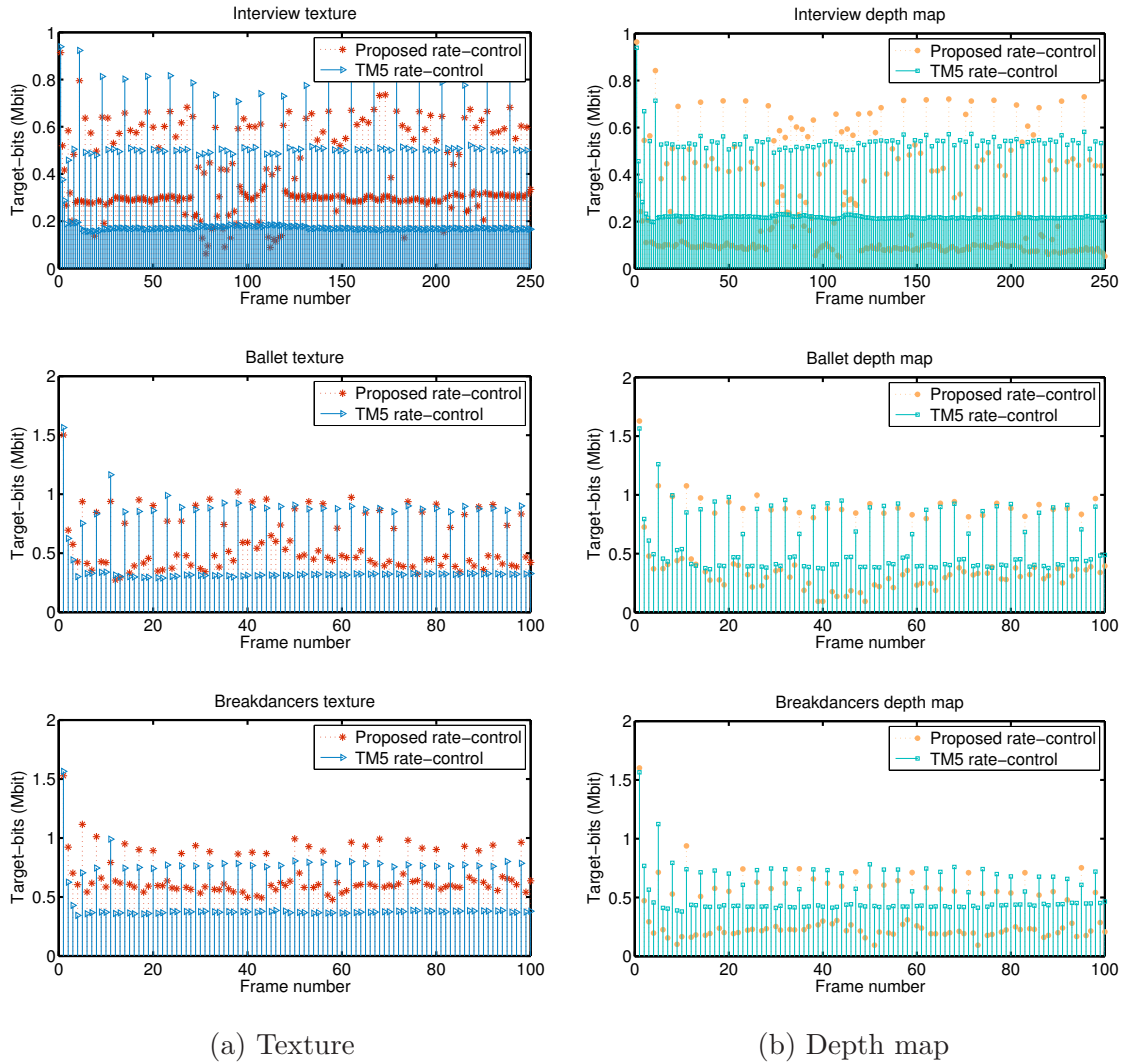 Interview texture
Proposed rate-control
TM5 rate-control
Target-bits (Mbit)
1
0.8
0.6
0.4
0.2
0
0 50 100 150 200 250
Frame number
Interview depth map
Proposed rate-control
TM5 rate-control
Target-bits (Mbit)
1
0.8
0.6
0.4
0.2
0
0 50 100 150 200 250
Frame number
Ballet texture
Proposed rate-control
TM5 rate-control
Target-bits (Mbit)
2
1.5
1
0.5
0
0 20 40 60 80 100
Frame number
Ballet depth map
Proposed rate-control
TM5 rate-control
Target-bits (Mbit)
2
1.5
1
0.5
0
0 20 40 60 80 100
Frame number
Breakdancers texture
Proposed rate-control
TM5 rate-control
Target-bits (Mbit)
2
1.5
1
0.5
0
0 20 40 60 80 100
Frame number
Breakdancers depth map
Proposed rate-control
TM5 rate-control
Target-bits (Mbit)
2
1.5
1
0.5
0
0 20 40 60 80 100
Frame number
(a) Texture
(b) Depth map